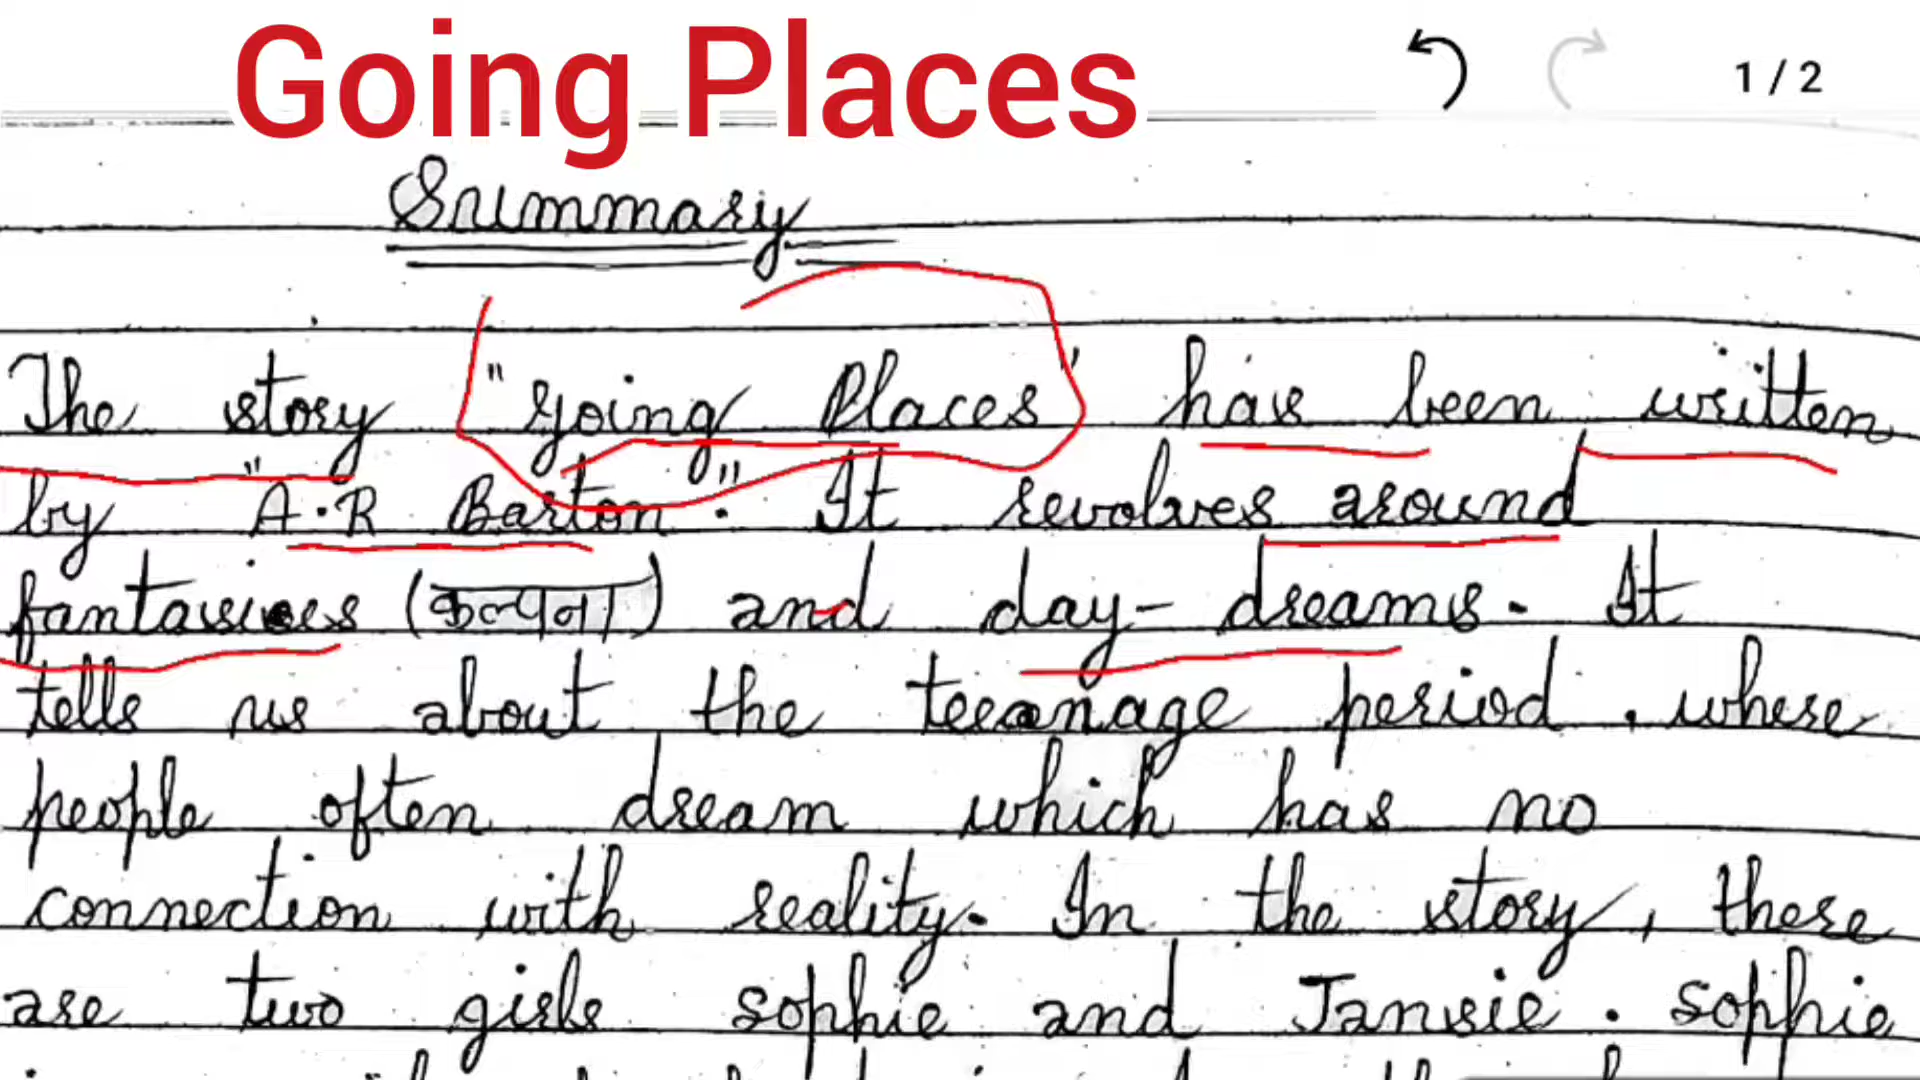 Going Places
1 / 2
Summary
The story "Going Places" has been written
by "A.R Barton". It revolves around
fantasies (कल्पना) and day-dreams. It
tells us about the teenage period, where
people often dream which has no
connection with reality. In the story, there
are two girls sophie and Jansie. sophie